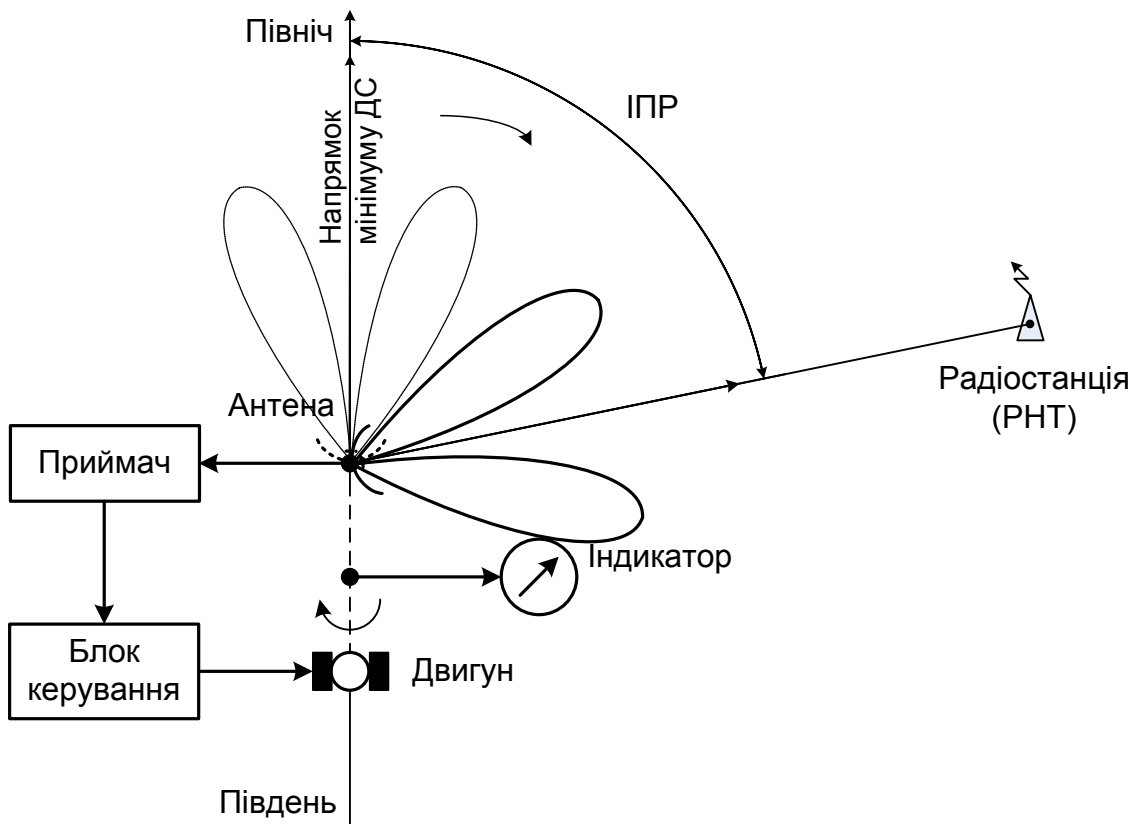 Північ
Напрямок
мінімуму ДС
ІПР
Антена
Радіостанція
(РНТ)
Приймач
Індикатор
Блок
керування
Двигун
Південь